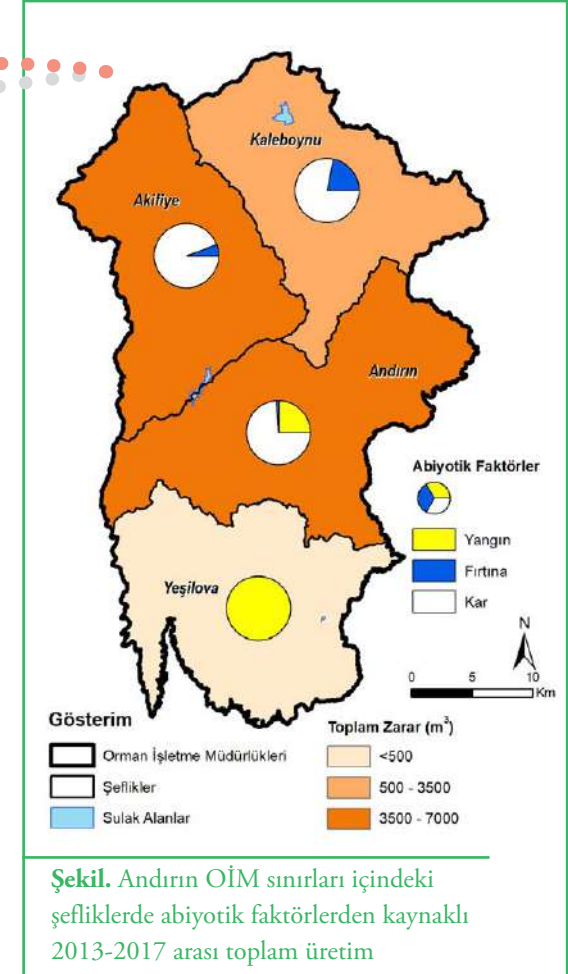 Kaleboynu
Akifiye
Andırın
Yeşilova
Abiyotik Faktörler
Yangın
Fırtına
Kar
N
0 5 10
Km
Gösterim
Orman İşletme Müdürlükleri
Şeflikler
Sulak Alanlar
Toplam Zarar (m³)
<500
500 - 3500
3500 - 7000
Şekil. Andırın OİM sınırları içindeki
şefliklerde abiyotik faktörlerden kaynaklı
2013-2017 arası toplam üretim